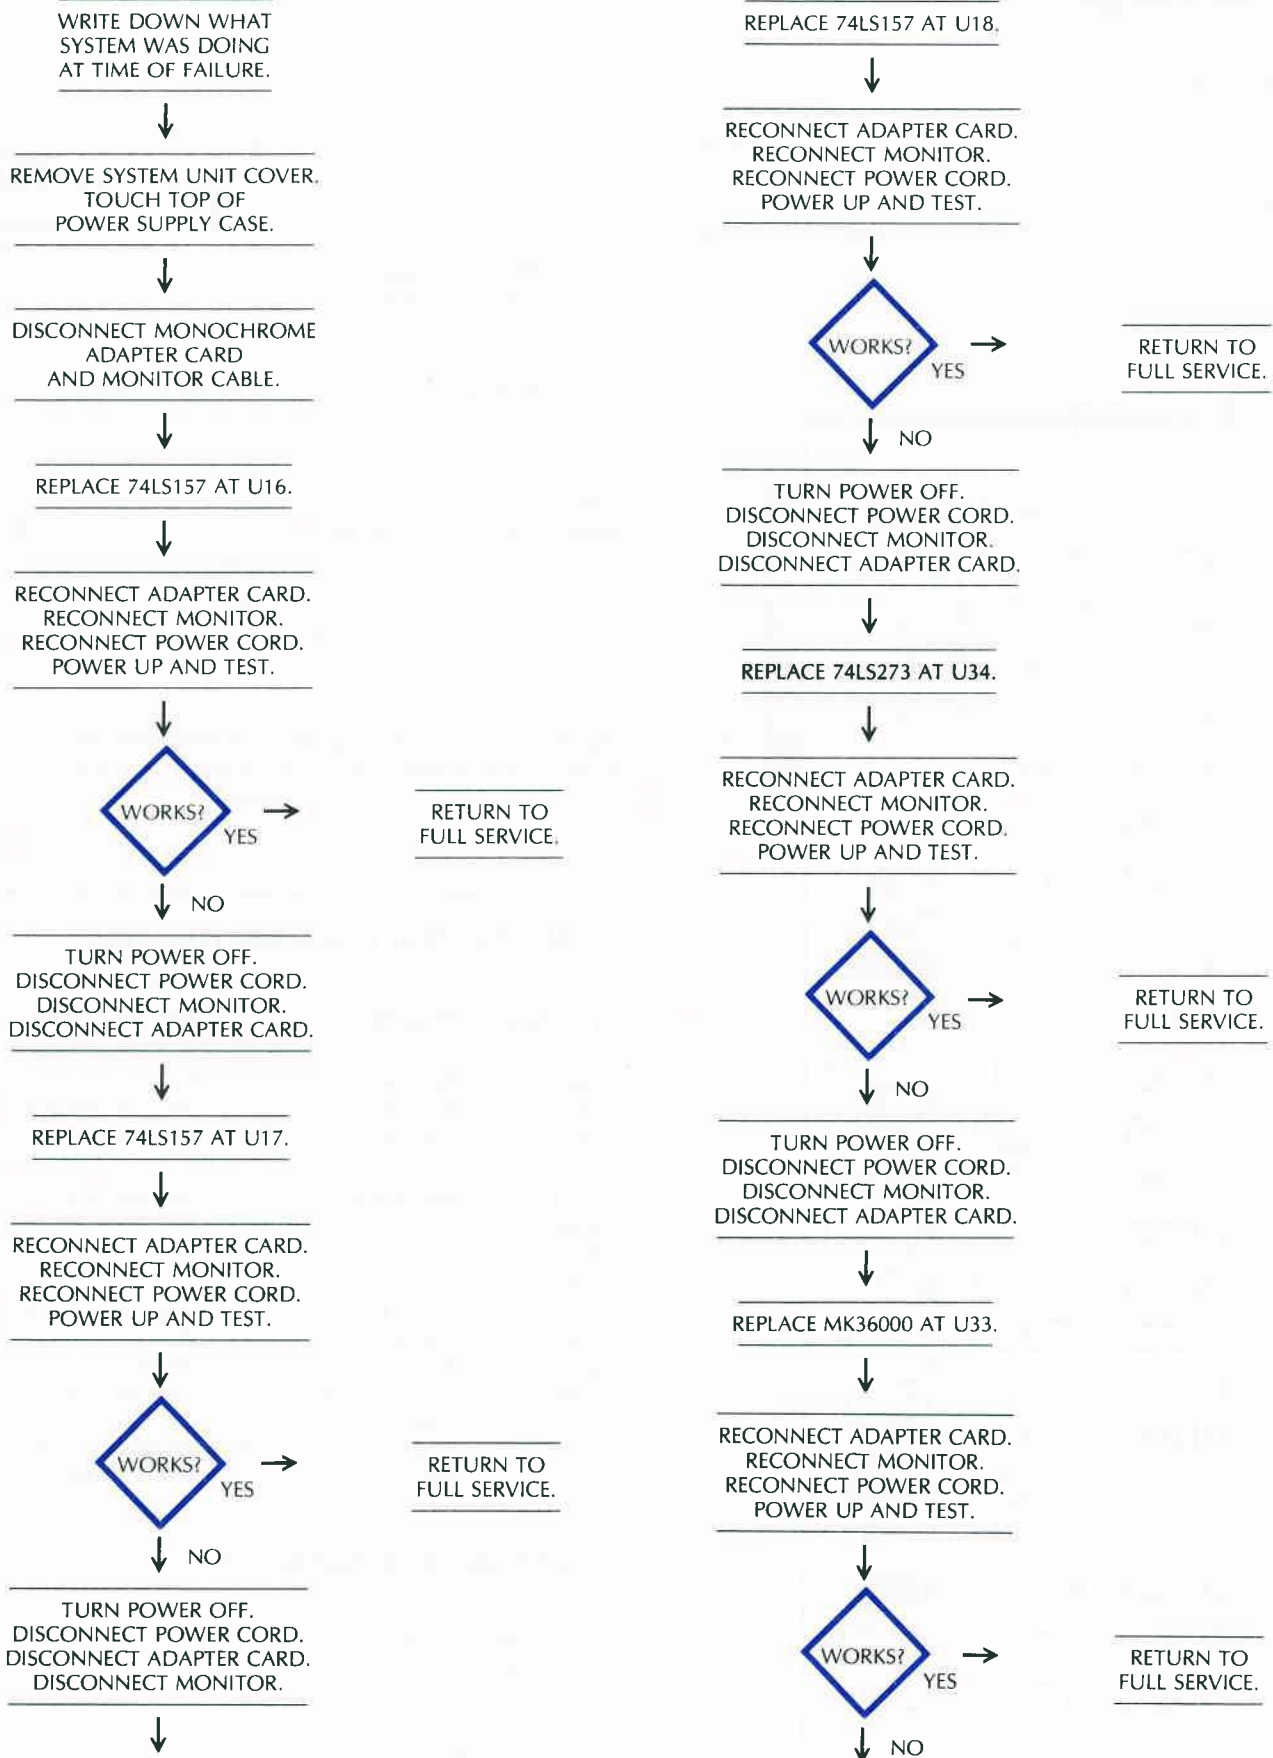 WRITE DOWN WHAT
SYSTEM WAS DOING
AT TIME OF FAILURE.
REMOVE SYSTEM UNIT COVER.
TOUCH TOP OF
POWER SUPPLY CASE.
DISCONNECT MONOCHROME
ADAPTER CARD
AND MONITOR CABLE.
REPLACE 74LS157 AT U16.
RECONNECT ADAPTER CARD.
RECONNECT MONITOR.
RECONNECT POWER CORD.
POWER UP AND TEST.
WORKS?
YES
RETURN TO
FULL SERVICE.
NO
TURN POWER OFF.
DISCONNECT POWER CORD.
DISCONNECT MONITOR.
DISCONNECT ADAPTER CARD.
REPLACE 74LS157 AT U17.
RECONNECT ADAPTER CARD.
RECONNECT MONITOR.
RECONNECT POWER CORD.
POWER UP AND TEST.
WORKS?
YES
RETURN TO
FULL SERVICE.
NO
TURN POWER OFF.
DISCONNECT POWER CORD.
DISCONNECT ADAPTER CARD.
DISCONNECT MONITOR.
REPLACE 74LS157 AT U18.
RECONNECT ADAPTER CARD.
RECONNECT MONITOR.
RECONNECT POWER CORD.
POWER UP AND TEST.
WORKS?
YES
RETURN TO
FULL SERVICE.
NO
TURN POWER OFF.
DISCONNECT POWER CORD.
DISCONNECT MONITOR.
DISCONNECT ADAPTER CARD.
REPLACE 74LS273 AT U34.
RECONNECT ADAPTER CARD.
RECONNECT MONITOR.
RECONNECT POWER CORD.
POWER UP AND TEST.
WORKS?
YES
RETURN TO
FULL SERVICE.
NO
TURN POWER OFF.
DISCONNECT POWER CORD.
DISCONNECT MONITOR.
DISCONNECT ADAPTER CARD.
REPLACE MK36000 AT U33.
RECONNECT ADAPTER CARD.
RECONNECT MONITOR.
RECONNECT POWER CORD.
POWER UP AND TEST.
WORKS?
YES
RETURN TO
FULL SERVICE.
NO